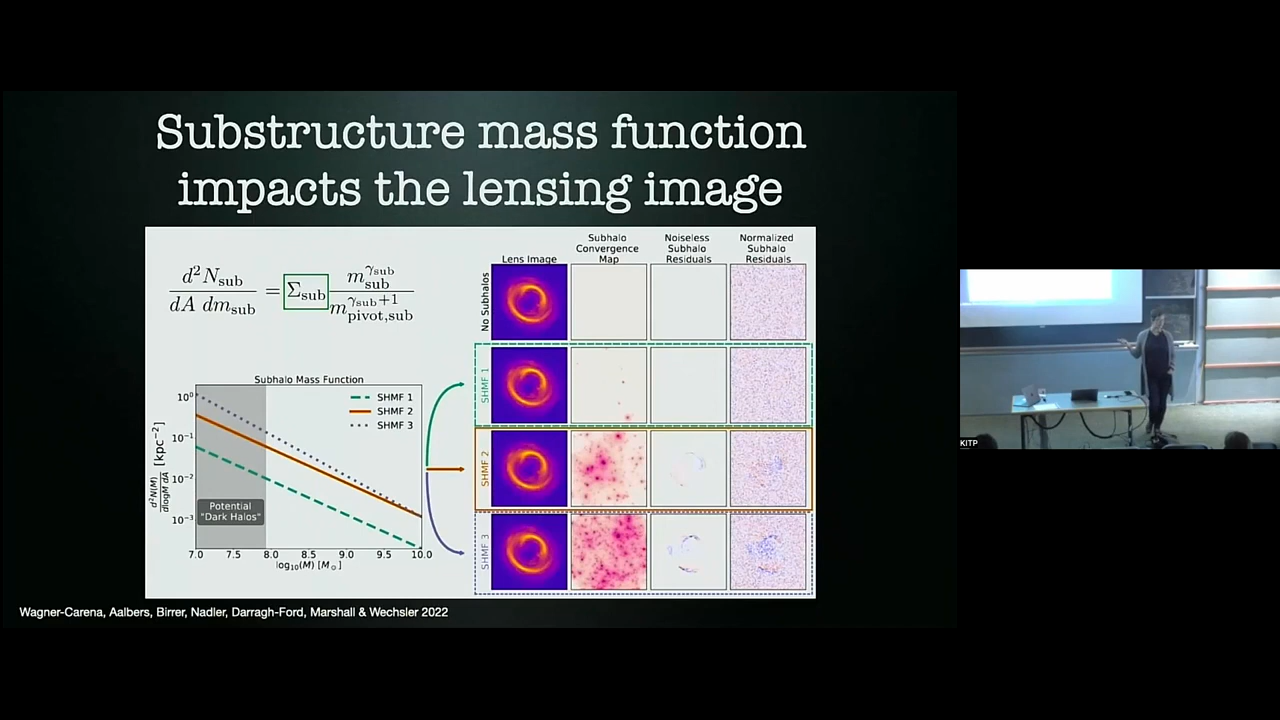 Substructure mass function
impacts the lensing image
d²N_sub / dA dm_sub = Σ_sub m_sub^γ_sub / m_pivot,sub^γ_sub+1
Subhalo Mass Function
SHMF 1
SHMF 2
SHMF 3
10⁰
10⁻¹
10⁻²
10⁻³
d²N(M) / dlogM dA [kpc⁻²]
Potential
"Dark Halos"
7.0 7.5 8.0 8.5 9.0 9.5 10.0
log₁₀(M) [M⊙]
Lens Image
Subhalo
Convergence
Map
Noiseless
Subhalo
Residuals
Normalized
Subhalo
Residuals
No Subhalos
SHMF 1
SHMF 2
SHMF 3
Wagner-Carena, Aalbers, Birrer, Nadler, Darragh-Ford, Marshall & Wechsler 2022
KITP